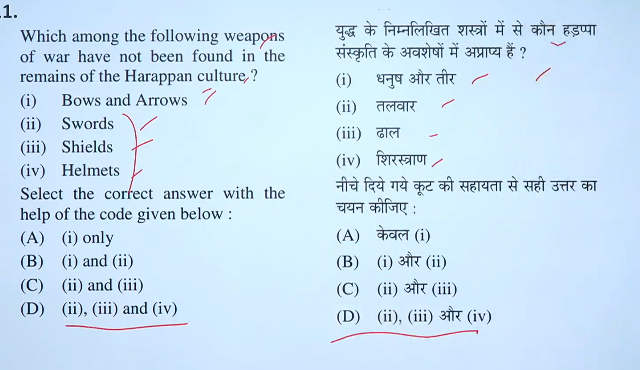 1.
Which among the following weapons
of war have not been found in the
remains of the Harappan culture ?
(i) Bows and Arrows
(ii) Swords
(iii) Shields
(iv) Helmets
Select the correct answer with the
help of the code given below :
(A) (i) only
(B) (i) and (ii)
(C) (ii) and (iii)
(D) (ii), (iii) and (iv)
युद्ध के निम्नलिखित शस्त्रों में से कौन हड़प्पा
संस्कृति के अवशेषों में अप्राप्य हैं ?
(i) धनुष और तीर
(ii) तलवार
(iii) ढाल
(iv) शिरस्त्राण
नीचे दिये गये कूट की सहायता से सही उत्तर का
चयन कीजिए :
(A) केवल (i)
(B) (i) और (ii)
(C) (ii) और (iii)
(D) (ii), (iii) और (iv)